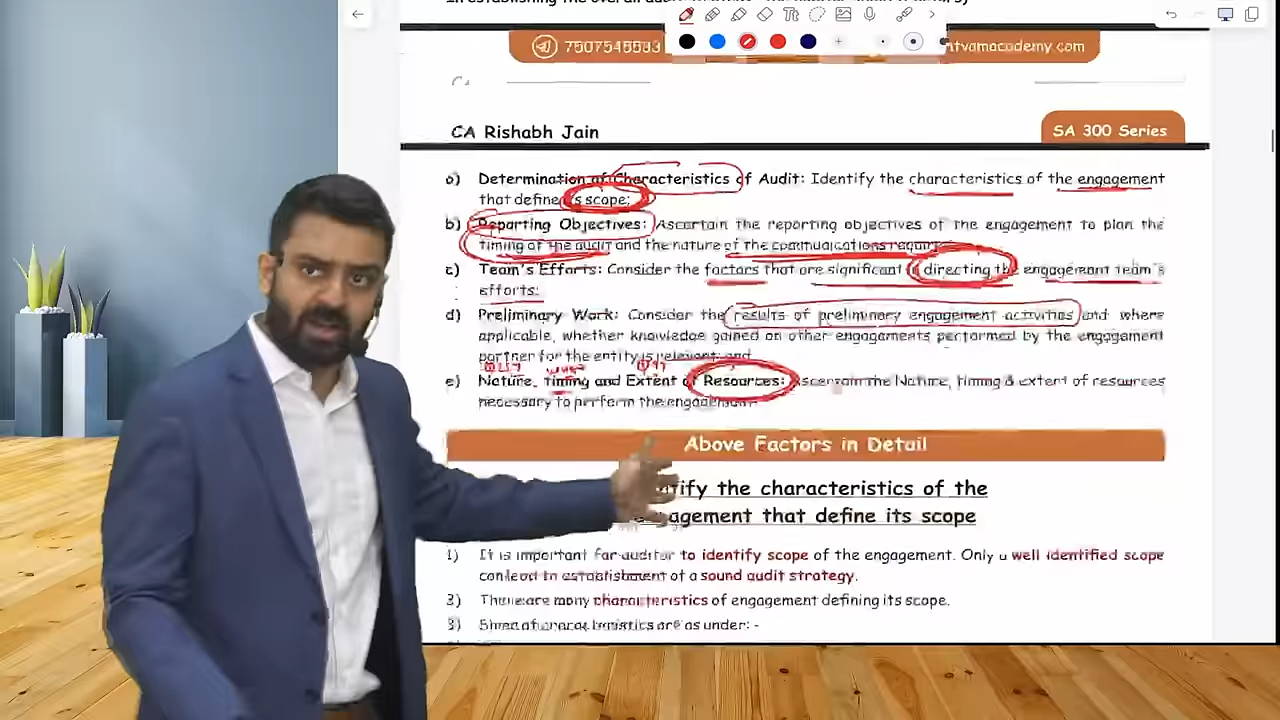 7507545593
tvamacademy.com
CA Rishabh Jain
SA 300 Series
a) Determination of Characteristics of Audit: Identify the characteristics of the engagement
that define its scope;
b) Reporting Objectives: Ascertain the reporting objectives of the engagement to plan the
timing of the audit and the nature of the communications
c) Team's Efforts: Consider the factors that are significant directing the engagement team's
efforts;
d) Preliminary Work: Consider the results of preliminary engagement activities and where
applicable, whether knowledge gained on other engagements performed by the engagement
partner for the entity is relevant; and
e) Nature, Timing and Extent of Resources: Ascertain the Nature, timing & extent of resources
necessary to perform the engagement.
Above Factors in Detail
the characteristics of the
that define its scope
1) It is important for auditor to identify scope of the engagement. Only a well identified scope
can lead to establishment of a sound audit strategy.
2) There are many characteristics of engagement defining its scope.
3) Some of characteristics are as under: -